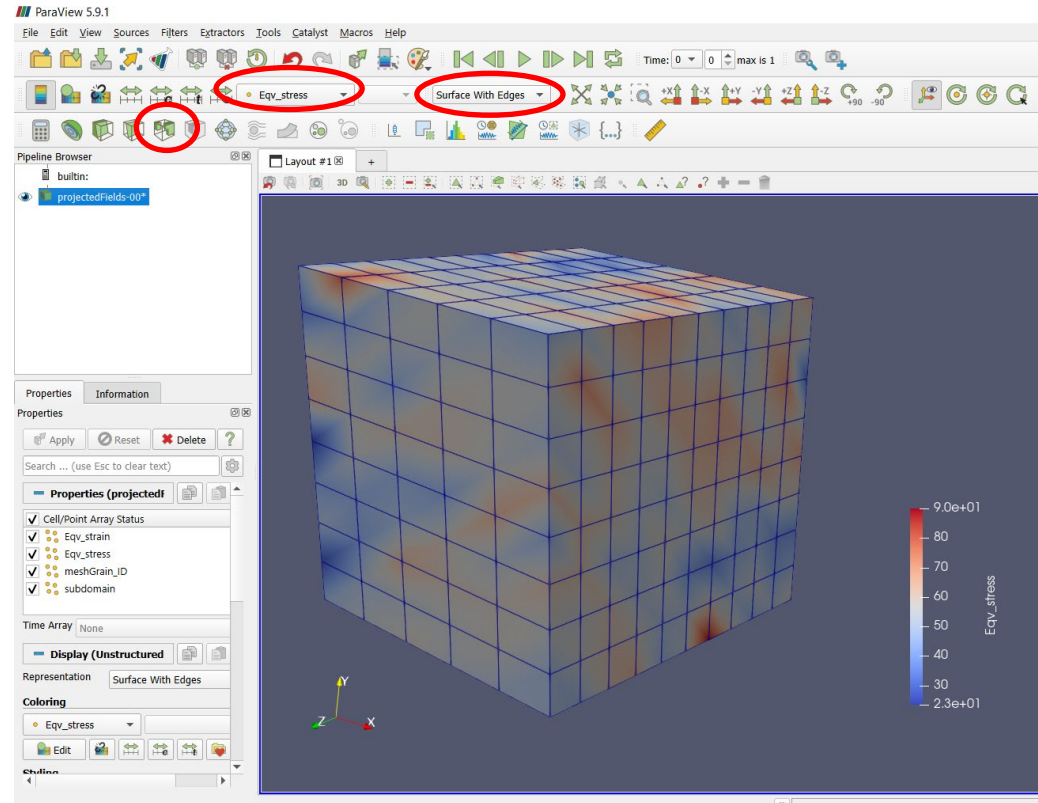 ParaView 5.9.1
File Edit View Sources Filters Extractors Tools Catalyst Macros Help
Time: 0 0 max is 1
Eqv_stress Surface With Edges +X -X +Y -Y +Z -Z +90 -90
Pipeline Browser
Layout #1 +
builtin:
3D
projectedFields-00*
Properties Information
Properties
Apply Reset Delete ?
Search ... (use Esc to clear text)
Properties (projectedF
Cell/Point Array Status
Eqv_strain
Eqv_stress
meshGrain_ID
subdomain
Time Array None
Display (Unstructured
Representation Surface With Edges
Coloring
Eqv_stress
Edit
Styling
Y
Z X
9.0e+01
80
70
60
50
40
30
2.3e+01
Eqv_stress